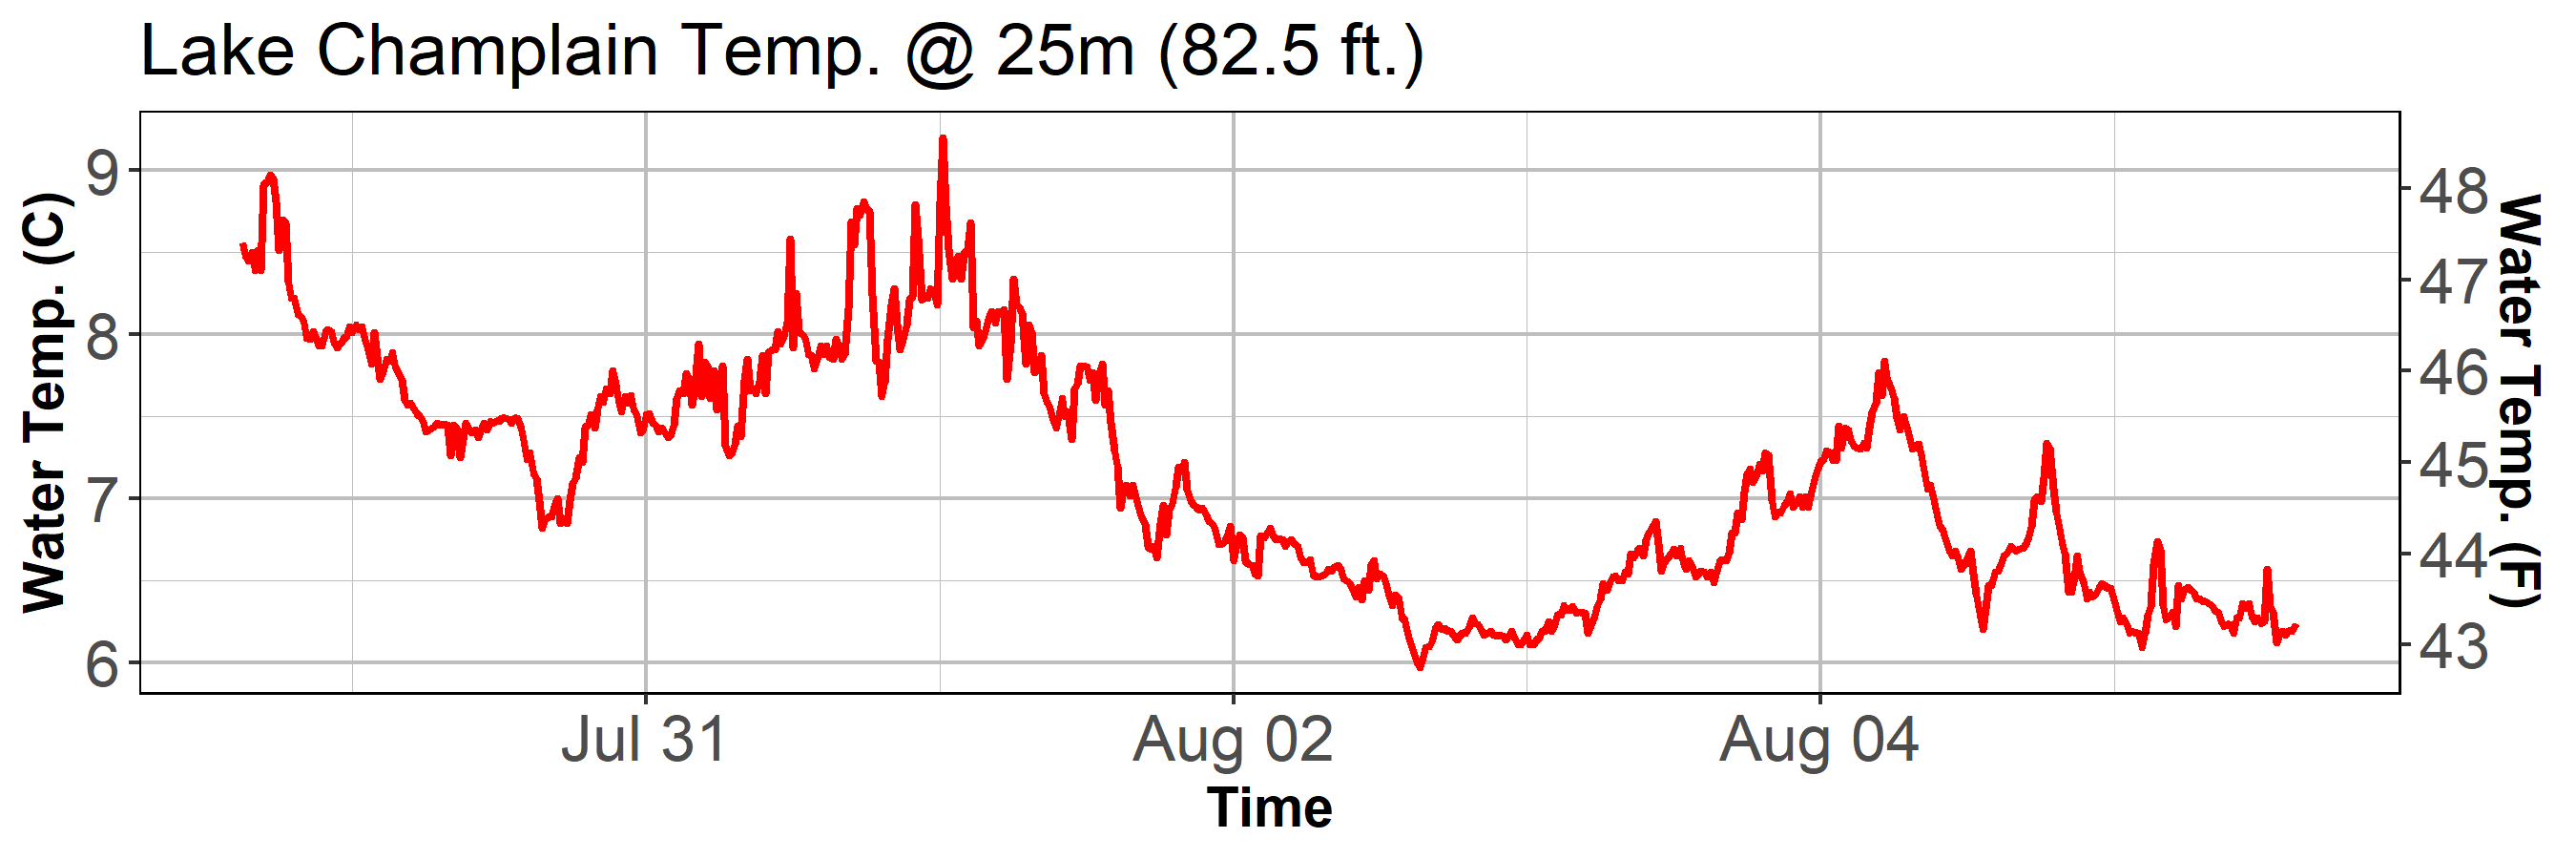 Lake Champlain Temp. @ 25m (82.5 ft.)
Water Temp. (C)
9
8
7
6
48
47
46
45
44
43
Water Temp. (F)
Jul 31
Aug 02
Aug 04
Time